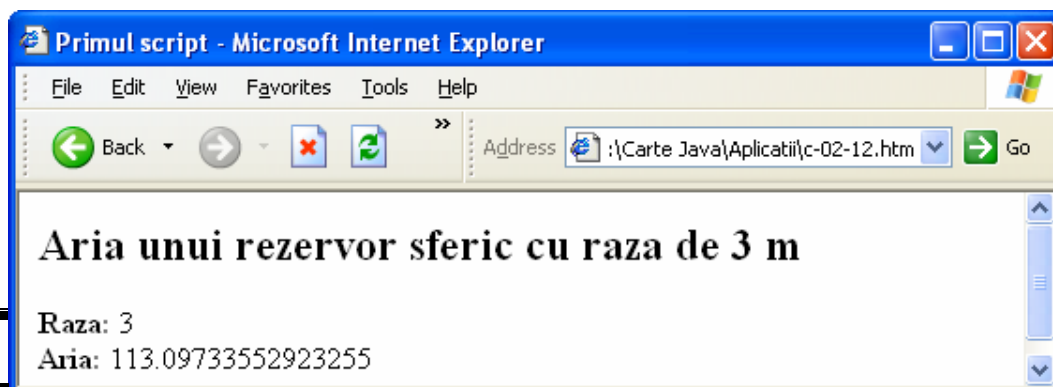 Primul script - Microsoft Internet Explorer
File Edit View Favorites Tools Help
Back » Address :\Carte Java\Aplicatii\c-02-12.htm Go
Aria unui rezervor sferic cu raza de 3 m
Raza: 3
Aria: 113.09733552923255